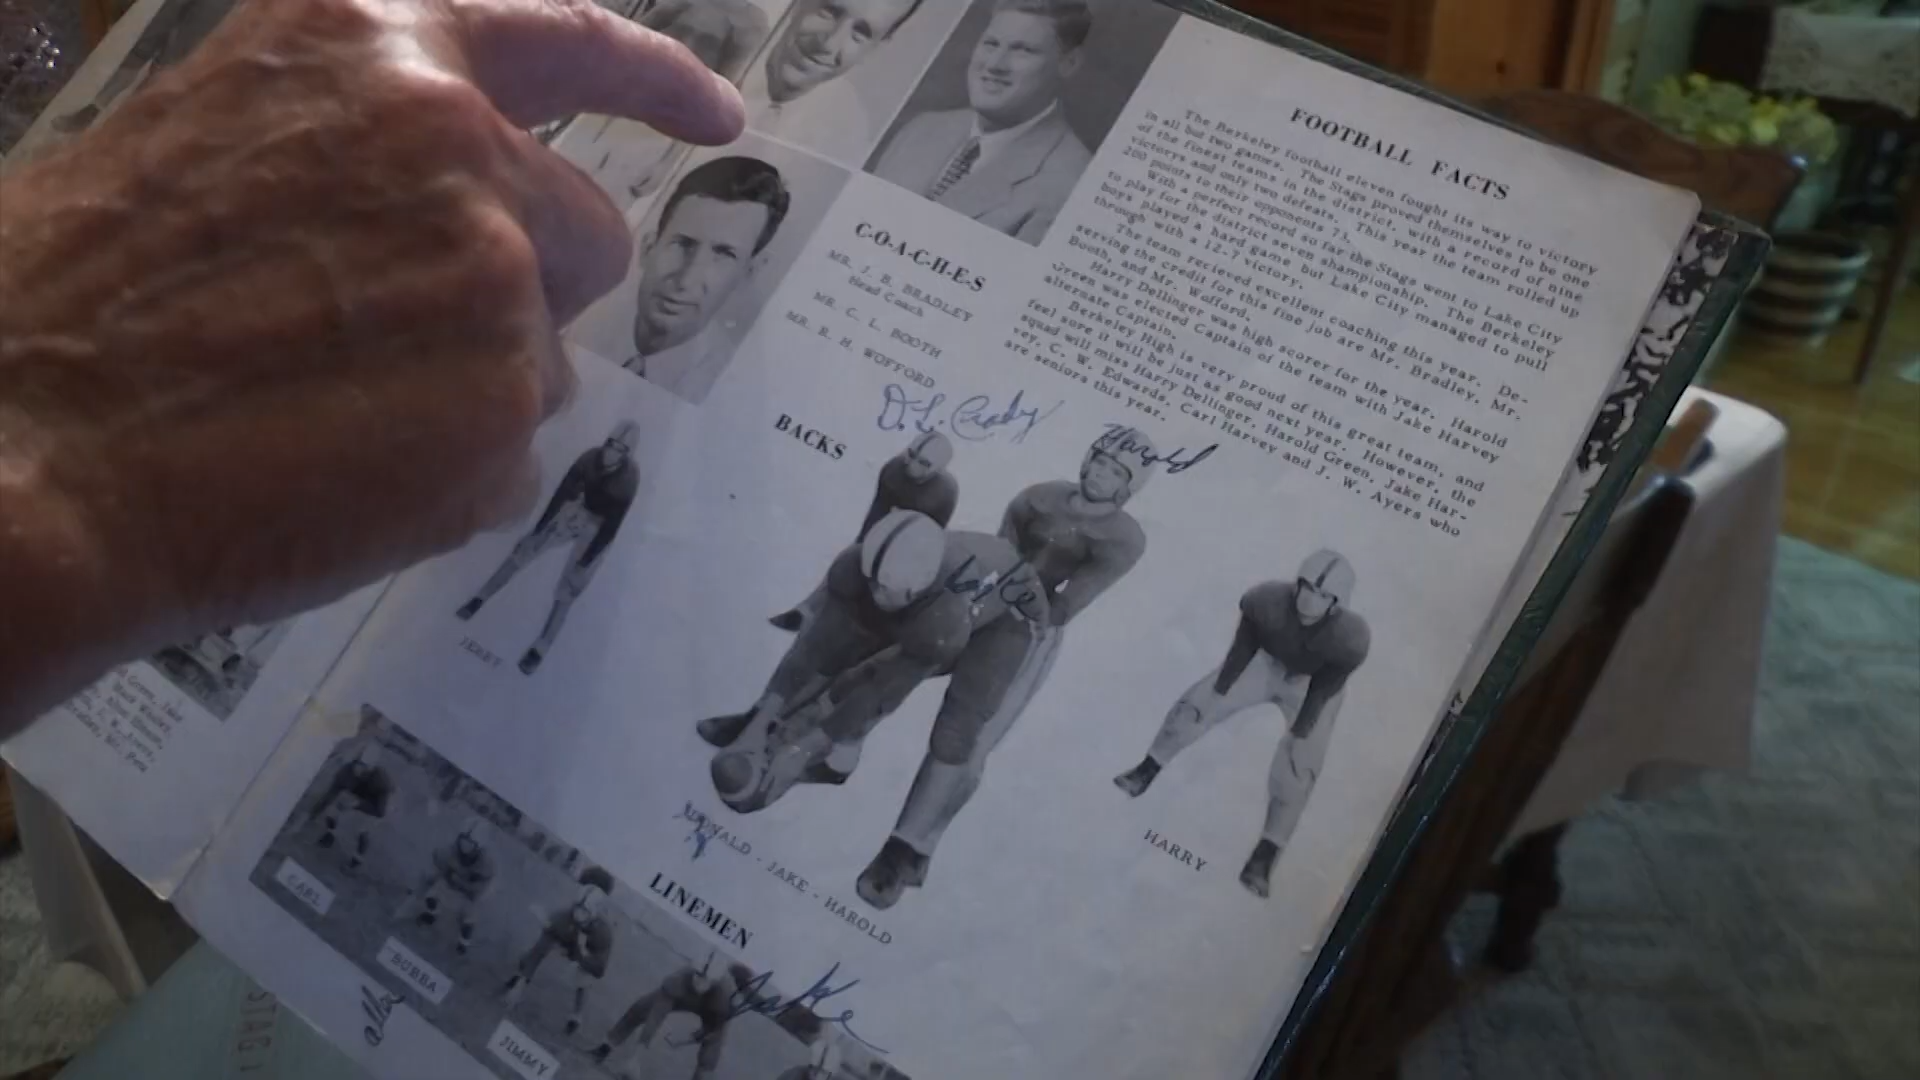 FOOTBALL FACTS
The Berkeley football eleven fought its way to victory
in all but two games. The Stags proved themselves to be one
of the finest teams in the district, with a record of nine
victorys and only two defeats. This year the team rolled up
200 points to their opponents 73.
With a perfect record so far the Stags went to Lake City
to play for the district seven championship. The Berkeley
boys played a hard game but Lake City managed to pull
through with a 12-7 victory.
The team recieved excellent coaching this year. De-
serving the credit for this fine job are Mr. Bradley, Mr.
Booth, and Mr. Wofford.
Harry Dellinger was high scorer for the year. Harold
Green was elected Captain of the team with Jake Harvey
alternate Captain.
Berkeley High is very proud of this great team, and
feel sure it will be just as good next year. However, the
squad will miss Harry Dellinger, Harold Green, Jake Har-
vey, C. W. Edwards, Carl Harvey and J. W. Ayers who
are seniors this year.
C-O-A-C-H-E-S
MR. J. B. BRADLEY
Head Coach
MR. C. L. BOOTH
MR. R. H. WOFFORD
BACKS
Harold
Jake
JERRY
NALD - JAKE - HAROLD
HARRY
LINEMEN
CARL
BUBBA
JIMMY
Jake
Green, Jake